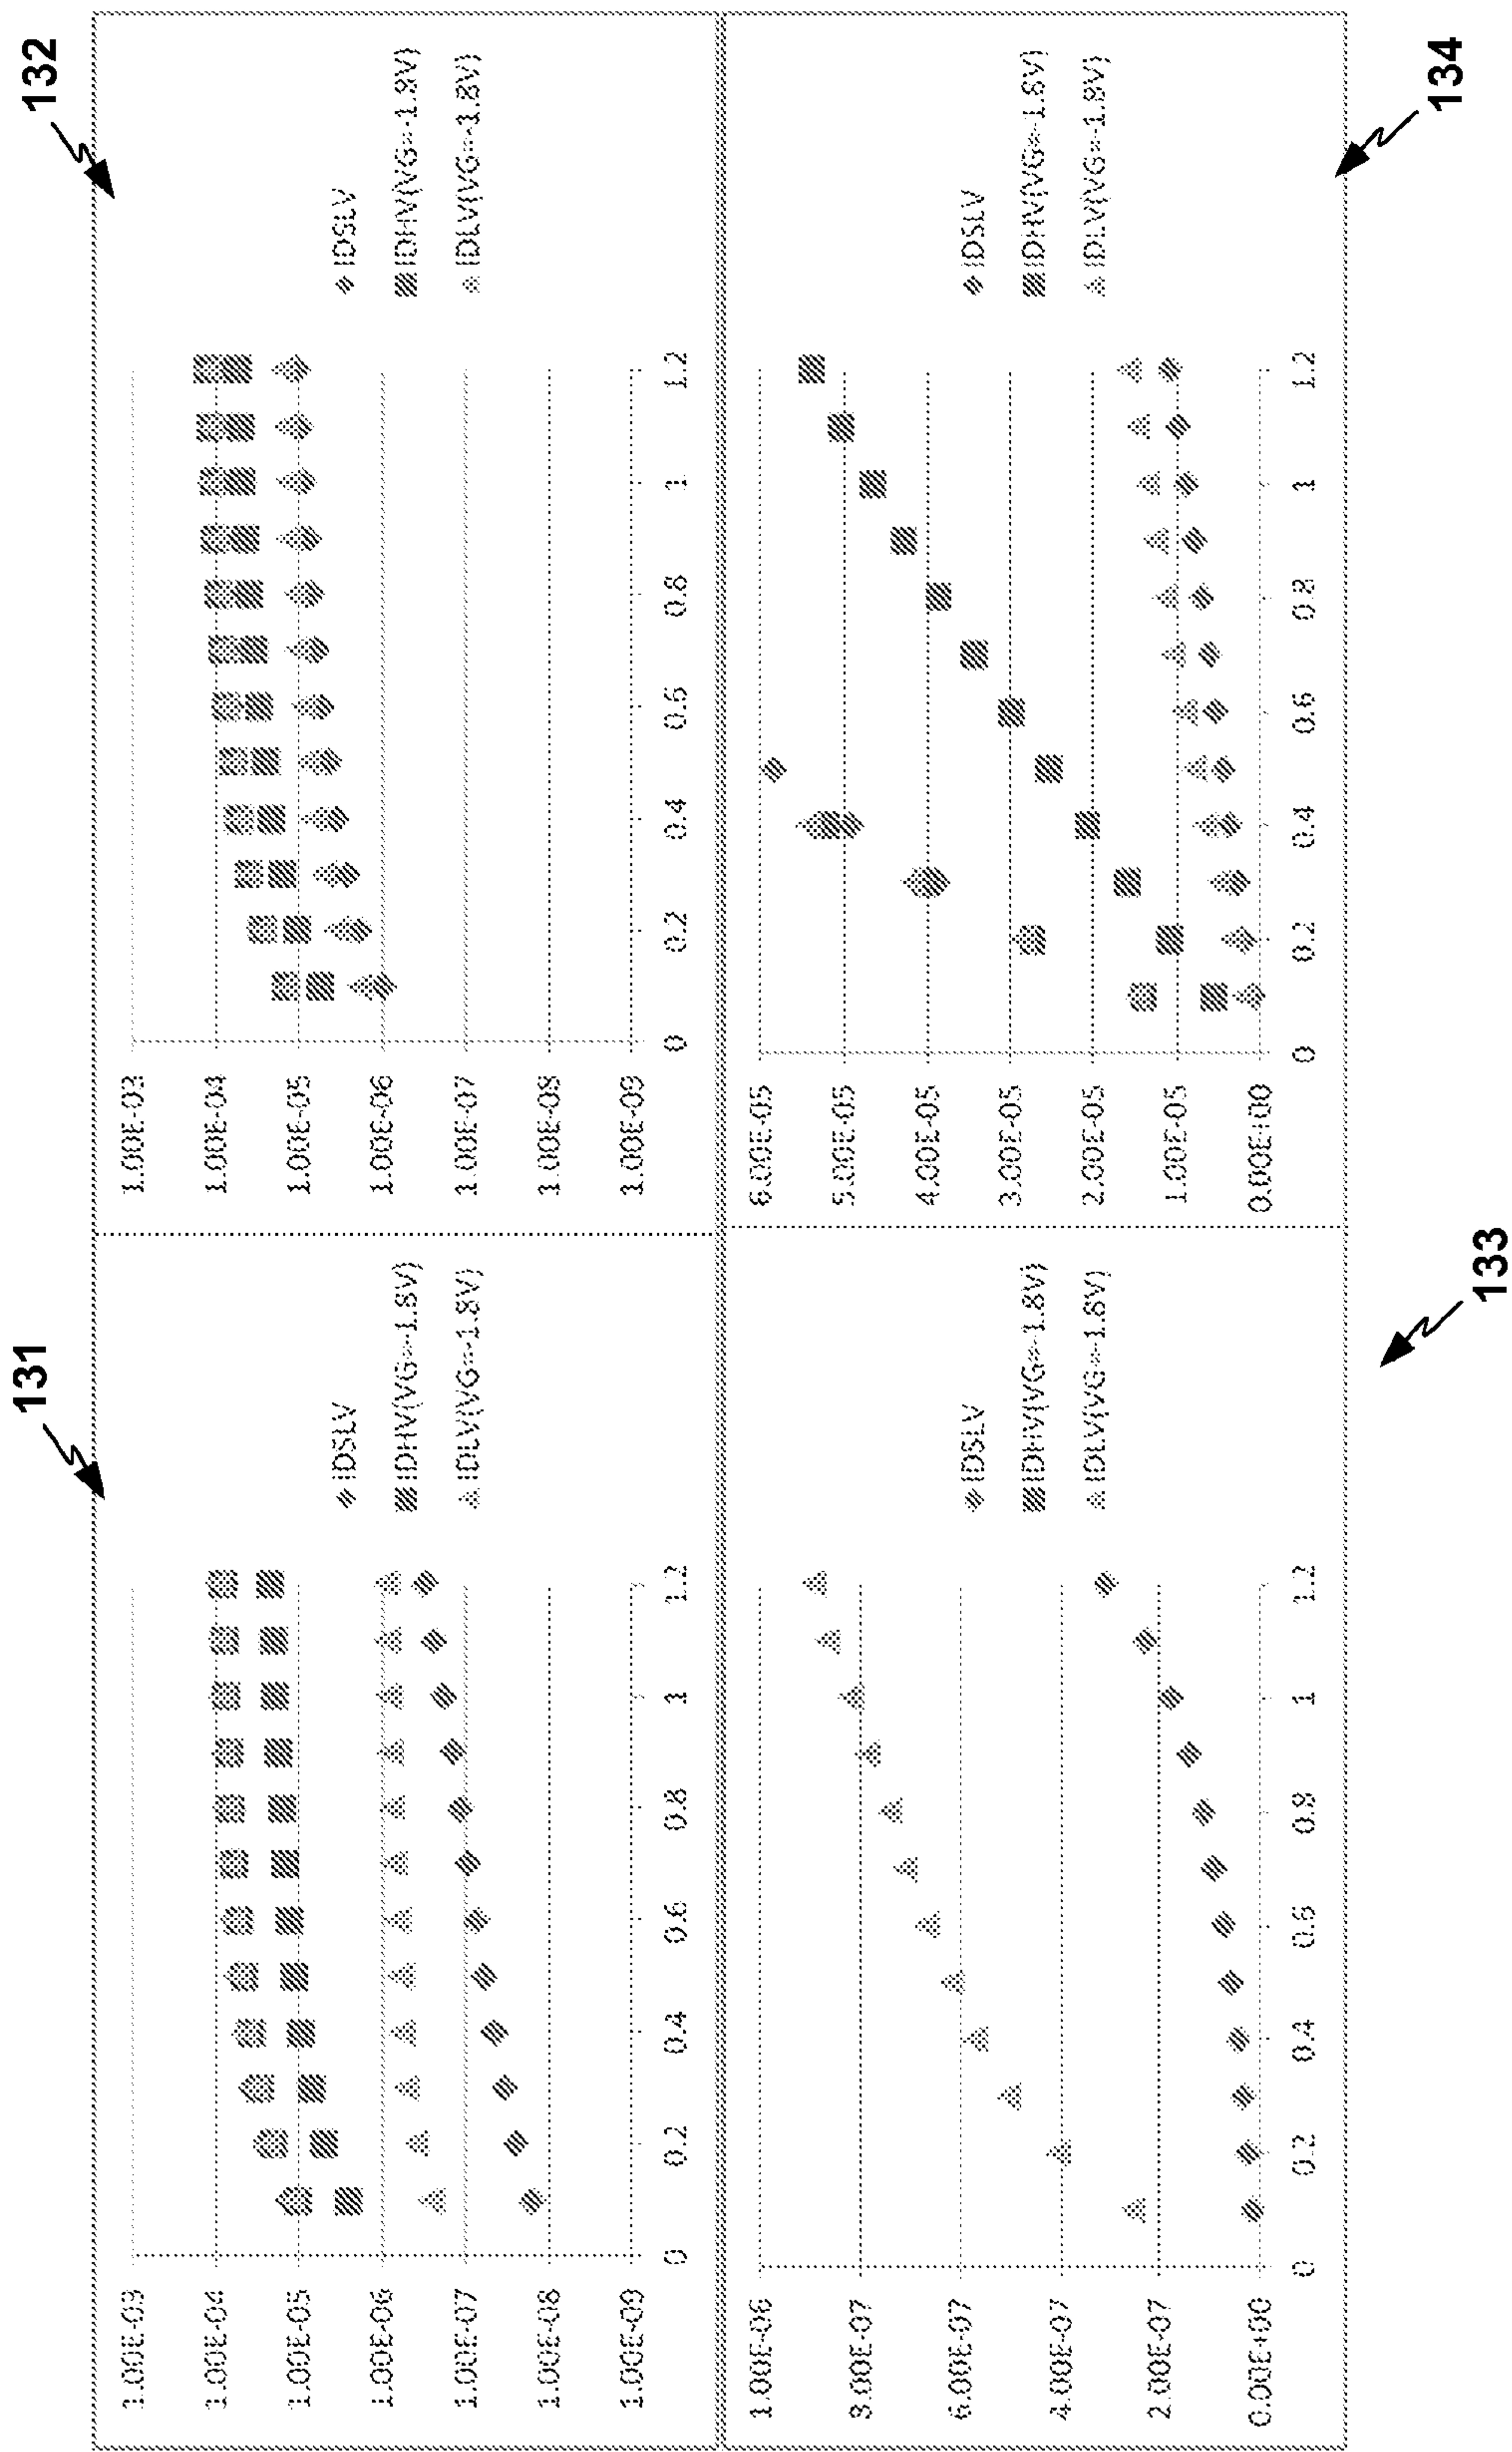 131
1.00E-03
1.00E-04
1.00E-05
1.00E-06
1.00E-07
1.00E-08
1.00E-09
0
0.2
0.4
0.6
0.8
1
1.2
IDSLV
IDHV(VG=-1.8V)
IDLV(VG=-1.8V)
132
1.00E-03
1.00E-04
1.00E-05
1.00E-06
1.00E-07
1.00E-08
1.00E-09
0
0.2
0.4
0.6
0.8
1
1.2
IDSLV
IDHV(VG=-1.8V)
IDLV(VG=-1.8V)
133
1.00E-06
8.00E-07
6.00E-07
4.00E-07
2.00E-07
0.00E+00
0
0.2
0.4
0.6
0.8
1
1.2
IDSLV
IDHV(VG=-1.8V)
IDLV(VG=-1.8V)
134
6.00E-05
5.00E-05
4.00E-05
3.00E-05
2.00E-05
1.00E-05
0.00E+00
0
0.2
0.4
0.6
0.8
1
1.2
IDSLV
IDHV(VG=-1.8V)
IDLV(VG=-1.8V)